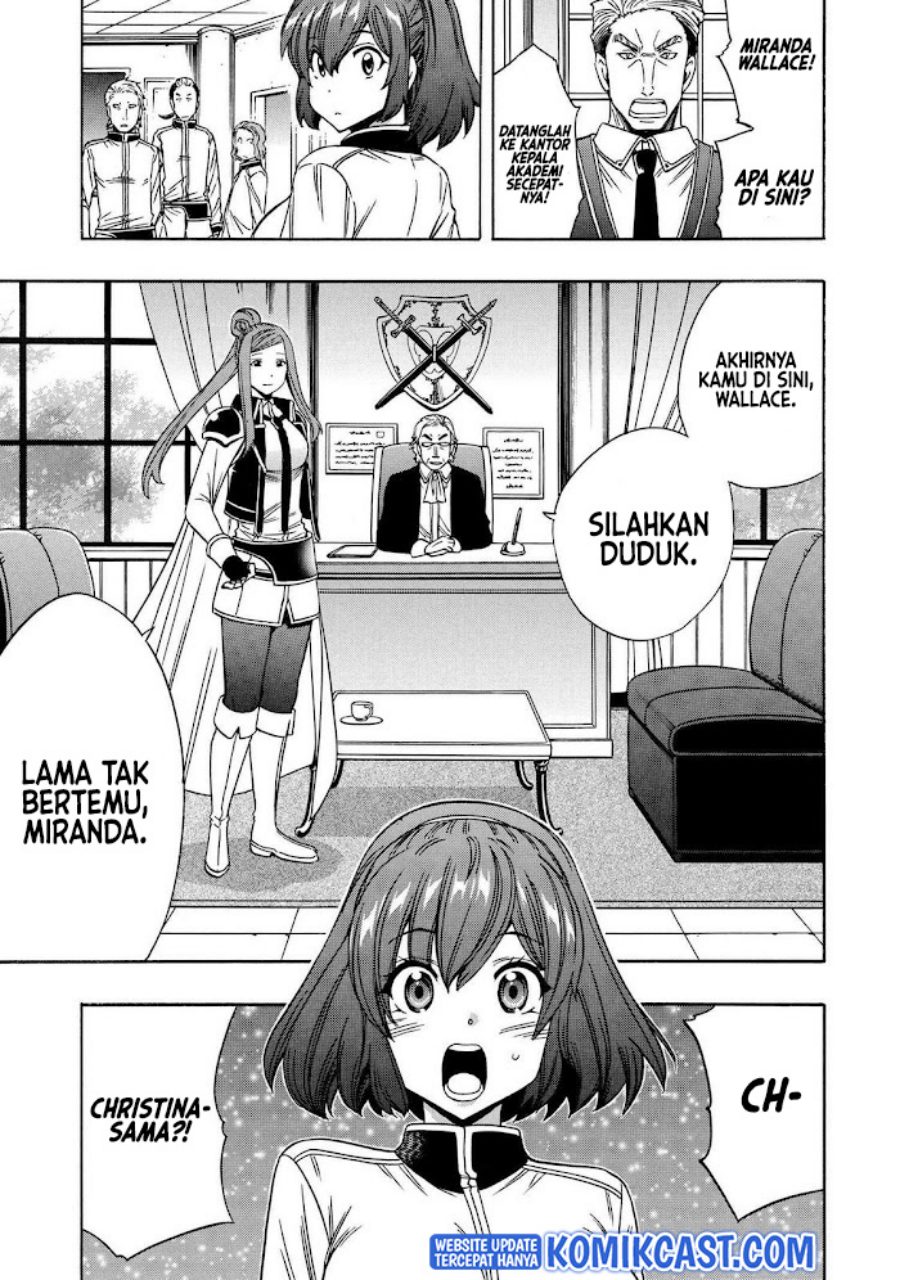 MIRANDA
WALLACE!
APA KAU
DI SINI?
DATANGLAH
KE KANTOR
KEPALA
AKADEMI
SECEPAT-
NYA!
AKHIRNYA
KAMU DI SINI,
WALLACE.
SILAHKAN
DUDUK.
LAMA TAK
BERTEMU,
MIRANDA.
CH-
CHRISTINA-
SAMA?!
WEBSITE UPDATE
TERCEPAT HANYA
KOMIKCAST.COM